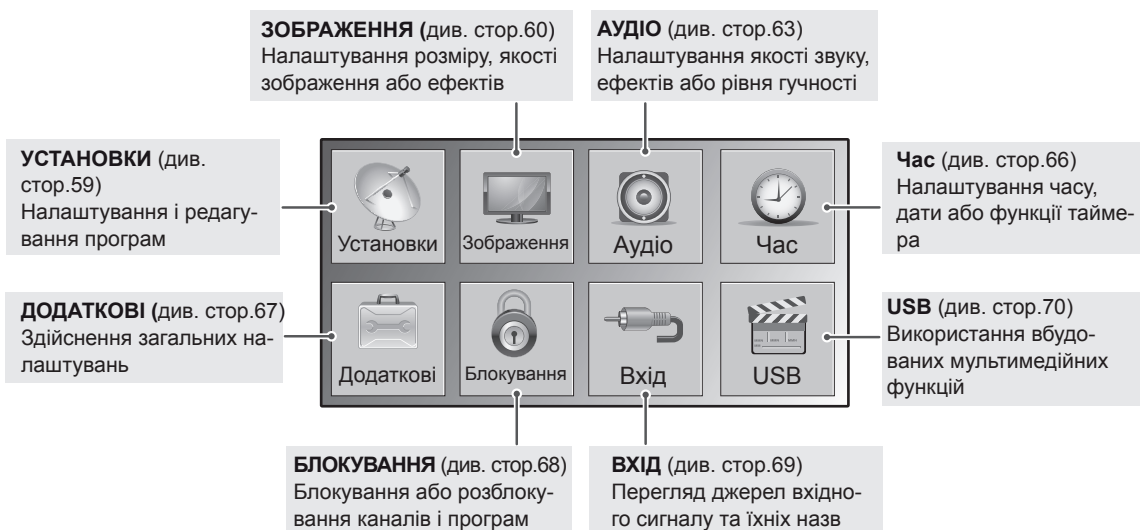 ЗОБРАЖЕННЯ (див. стор.60)
Налаштування розміру, якості
зображення або ефектів
АУДІО (див. стор.63)
Налаштування якості звуку,
ефектів або рівня гучності
УСТАНОВКИ (див.
стор.59)
Налаштування і редагу-
вання програм
Час (див. стор.66)
Налаштування часу,
дати або функції тайме-
ра
Установки
Зображення
Аудіо
Час
ДОДАТКОВІ (див. стор.67)
Здійснення загальних на-
лаштувань
USB (див. стор.70)
Використання вбудо-
ваних мультимедійних
функцій
Додаткові
Блокування
Вхід
USB
БЛОКУВАННЯ (див. стор.68)
Блокування або розблоку-
вання каналів і програм
ВХІД (див. стор.69)
Перегляд джерел вхідно-
го сигналу та їхніх назв